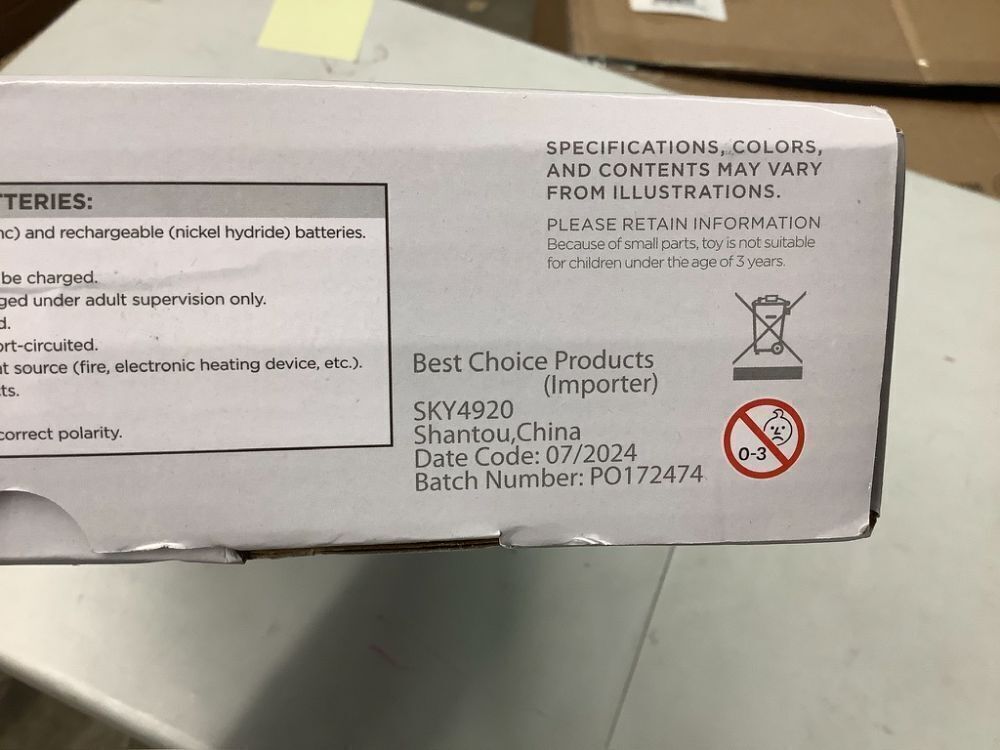 TERIES:
nc) and rechargeable (nickel hydride) batteries.
be charged.
ged under adult supervision only.
d.
ort-circuited.
t source (fire, electronic heating device, etc.).
ts.
correct polarity.
SPECIFICATIONS, COLORS,
AND CONTENTS MAY VARY
FROM ILLUSTRATIONS.
PLEASE RETAIN INFORMATION
Because of small parts, toy is not suitable
for children under the age of 3 years.
Best Choice Products
(Importer)
SKY4920
Shantou,China
Date Code: 07/2024
Batch Number: PO172474
0-3